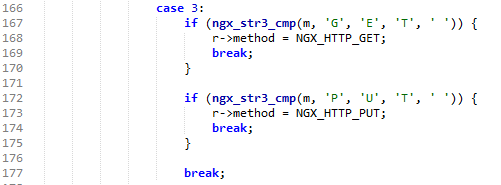 166 case 3:
167 if (ngx_str3_cmp(m, 'G', 'E', 'T', ' ')) {
168 r->method = NGX_HTTP_GET;
169 break;
170 }
171
172 if (ngx_str3_cmp(m, 'P', 'U', 'T', ' ')) {
173 r->method = NGX_HTTP_PUT;
174 break;
175 }
176
177 break;